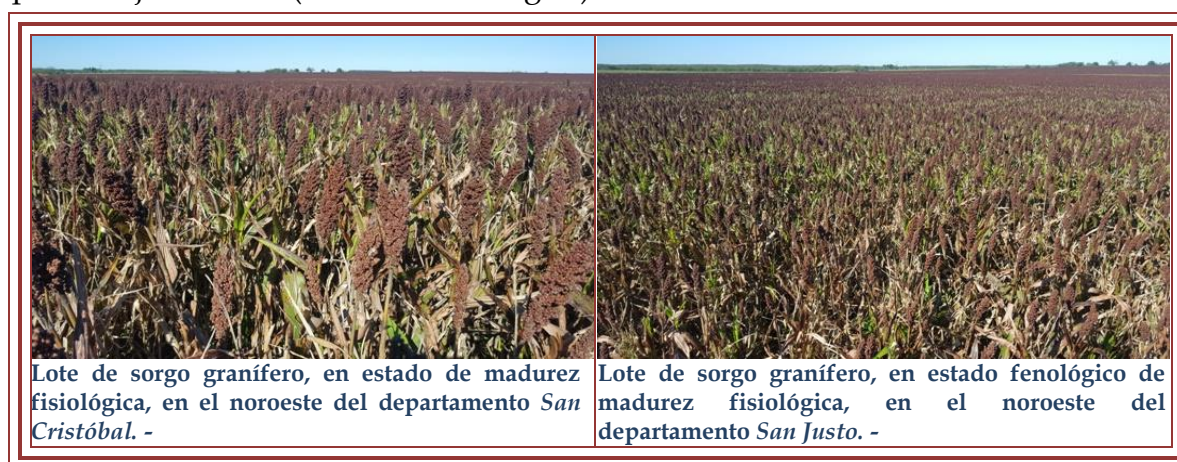 Lote de sorgo granífero, en estado de madurez
fisiológica, en el noroeste del departamento San
Cristóbal. -
Lote de sorgo granífero, en estado fenológico de
madurez fisiológica, en el noroeste del
departamento San Justo. -